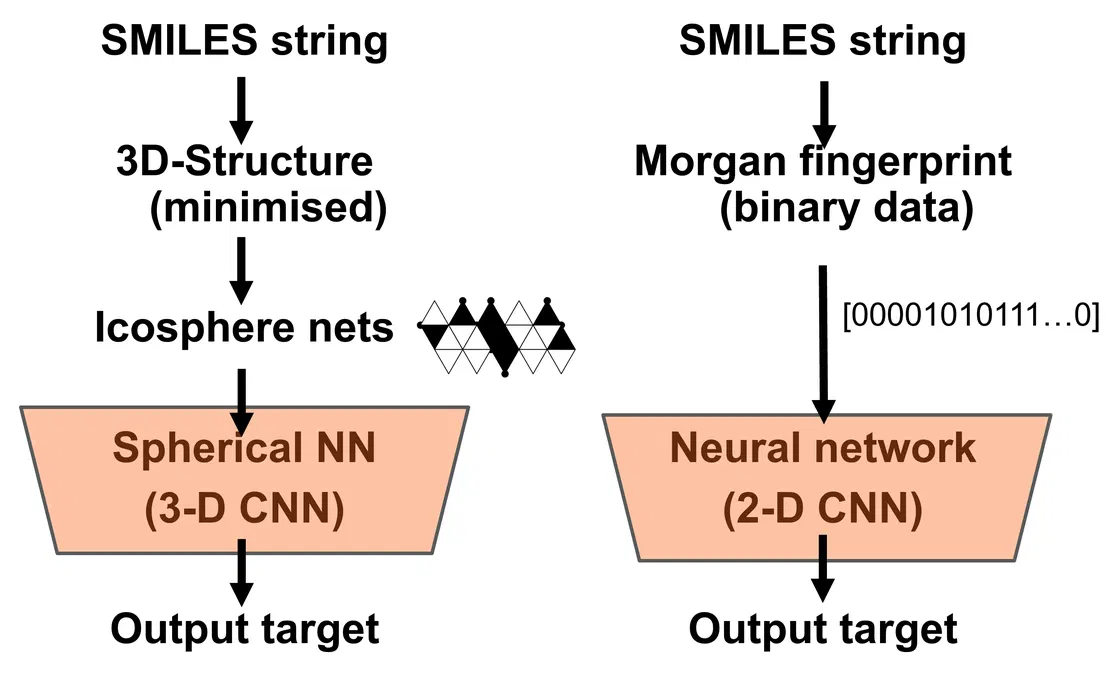 SMILES string
3D-Structure
(minimised)
Icosphere nets
Spherical NN
(3-D CNN)
Output target
SMILES string
Morgan fingerprint
(binary data)
[00001010111…0]
Neural network
(2-D CNN)
Output target